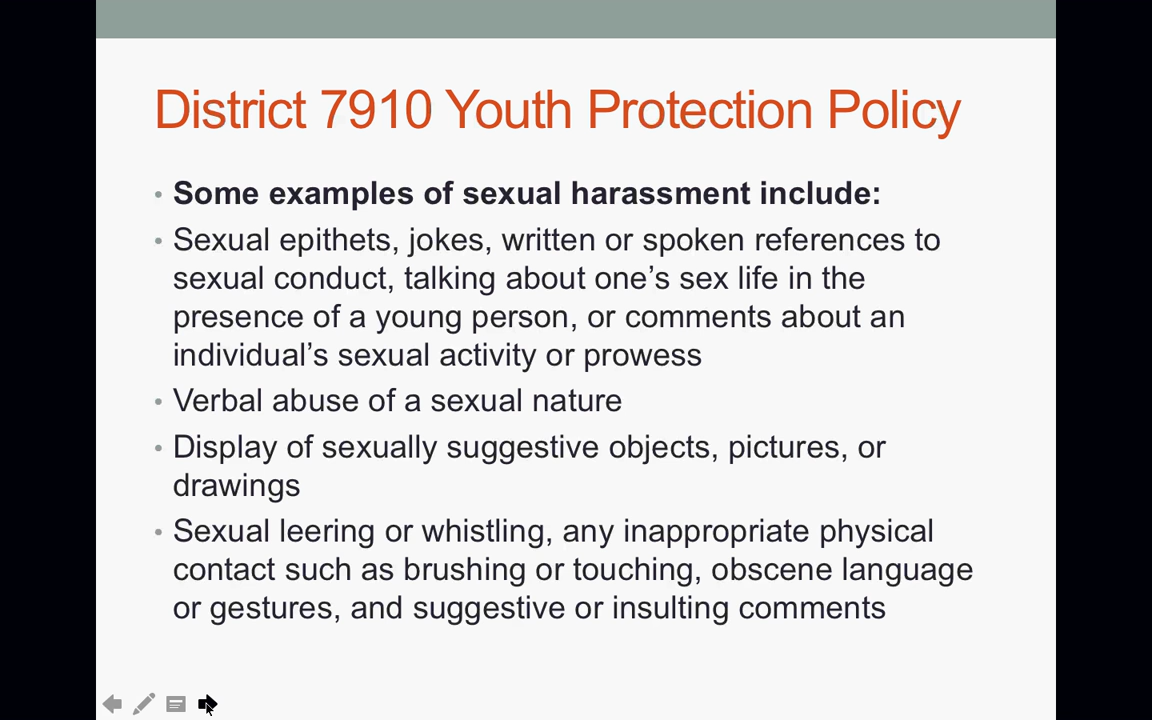 District 7910 Youth Protection Policy
• Some examples of sexual harassment include:
• Sexual epithets, jokes, written or spoken references to
sexual conduct, talking about one’s sex life in the
presence of a young person, or comments about an
individual’s sexual activity or prowess
• Verbal abuse of a sexual nature
• Display of sexually suggestive objects, pictures, or
drawings
• Sexual leering or whistling, any inappropriate physical
contact such as brushing or touching, obscene language
or gestures, and suggestive or insulting comments